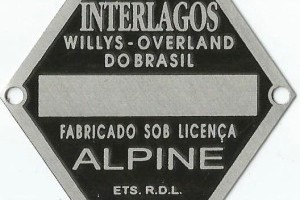 INTERLAGOS
WILLYS-OVERLAND
DO BRASIL
FABRICADO SOB LICENÇA
ALPINE
ETS. R.D.L.